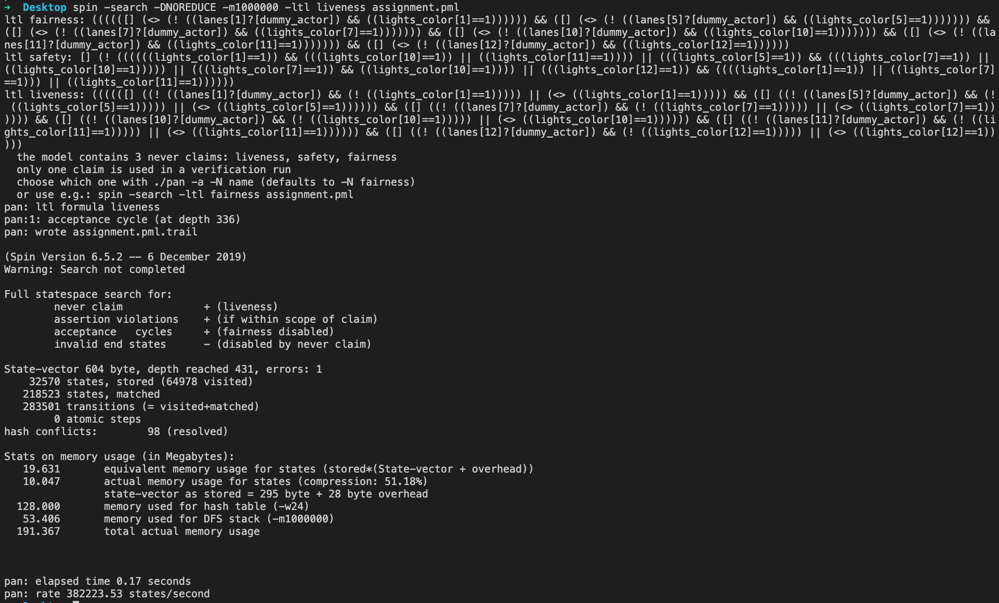 →  Desktop spin -search -DNOREDUCE -m1000000 -ltl liveness assignment.pml
ltl fairness: (((((([] (<> (! ((lanes[1]?[dummy_actor]) && ((lights_color[1]==1)))))) && ([] (<> (! ((lanes[5]?[dummy_actor]) && ((lights_color[5]==1))))))) &&
([] (<> (! ((lanes[7]?[dummy_actor]) && ((lights_color[7]==1))))))) && ([] (<> (! ((lanes[10]?[dummy_actor]) && ((lights_color[10]==1))))))) && ([] (<> (! ((la
nes[11]?[dummy_actor]) && ((lights_color[11]==1))))))) && ([] (<> (! ((lanes[12]?[dummy_actor]) && ((lights_color[12]==1))))))
ltl safety: [] (! ((((((lights_color[1]==1)) && (((lights_color[10]==1)) || ((lights_color[11]==1)))) || (((lights_color[5]==1)) && (((lights_color[7]==1)) ||
((lights_color[10]==1))))) || (((lights_color[7]==1)) && ((lights_color[10]==1)))) || (((lights_color[12]==1)) && ((((lights_color[1]==1)) || ((lights_color[7]
==1))) || ((lights_color[11]==1))))))
ltl liveness: (((((([] ((! ((lanes[1]?[dummy_actor]) && (! ((lights_color[1]==1))))) || (<> ((lights_color[1]==1))))) && ([] ((! ((lanes[5]?[dummy_actor]) && (!
 ((lights_color[5]==1))))) || (<> ((lights_color[5]==1)))))) && ([] ((! ((lanes[7]?[dummy_actor]) && (! ((lights_color[7]==1))))) || (<> ((lights_color[7]==1))
)))) && ([] ((! ((lanes[10]?[dummy_actor]) && (! ((lights_color[10]==1))))) || (<> ((lights_color[10]==1)))))) && ([] ((! ((lanes[11]?[dummy_actor]) && (! ((li
ghts_color[11]==1))))) || (<> ((lights_color[11]==1)))))) && ([] ((! ((lanes[12]?[dummy_actor]) && (! ((lights_color[12]==1))))) || (<> ((lights_color[12]==1))
)))
  the model contains 3 never claims: liveness, safety, fairness
  only one claim is used in a verification run
  choose which one with ./pan -a -N name (defaults to -N fairness)
  or use e.g.: spin -search -ltl fairness assignment.pml
pan: ltl formula liveness
pan:1: acceptance cycle (at depth 336)
pan: wrote assignment.pml.trail
(Spin Version 6.5.2 -- 6 December 2019)
Warning: Search not completed
Full statespace search for:
        never claim             + (liveness)
        assertion violations    + (if within scope of claim)
        acceptance   cycles     + (fairness disabled)
        invalid end states      - (disabled by never claim)
State-vector 604 byte, depth reached 431, errors: 1
    32570 states, stored (64978 visited)
   218523 states, matched
   283501 transitions (= visited+matched)
        0 atomic steps
hash conflicts:        98 (resolved)
Stats on memory usage (in Megabytes):
   19.631       equivalent memory usage for states (stored*(State-vector + overhead))
   10.047       actual memory usage for states (compression: 51.18%)
                state-vector as stored = 295 byte + 28 byte overhead
  128.000       memory used for hash table (-w24)
   53.406       memory used for DFS stack (-m1000000)
  191.367       total actual memory usage
pan: elapsed time 0.17 seconds
pan: rate 382223.53 states/second